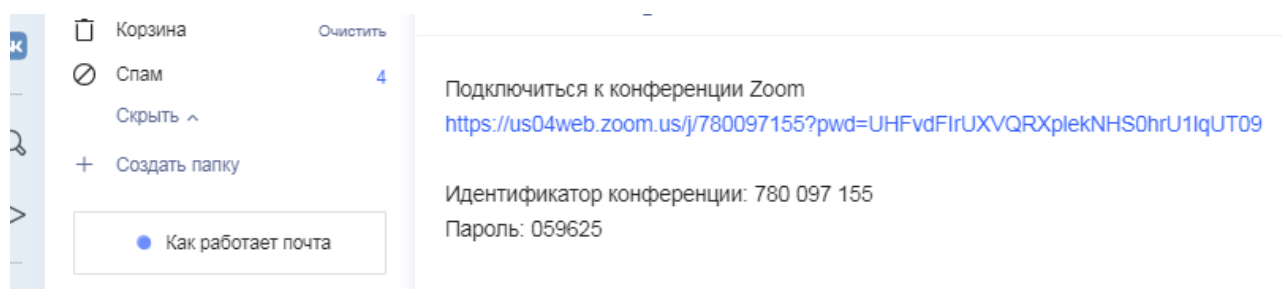 Корзина
Очистить
Спам
4
Скрыть
Создать папку
Как работает почта
Подключиться к конференции Zoom
https://us04web.zoom.us/j/780097155?pwd=UHFvdFlrUXVQRXplekNHS0hrU1lqUT09
Идентификатор конференции: 780 097 155
Пароль: 059625